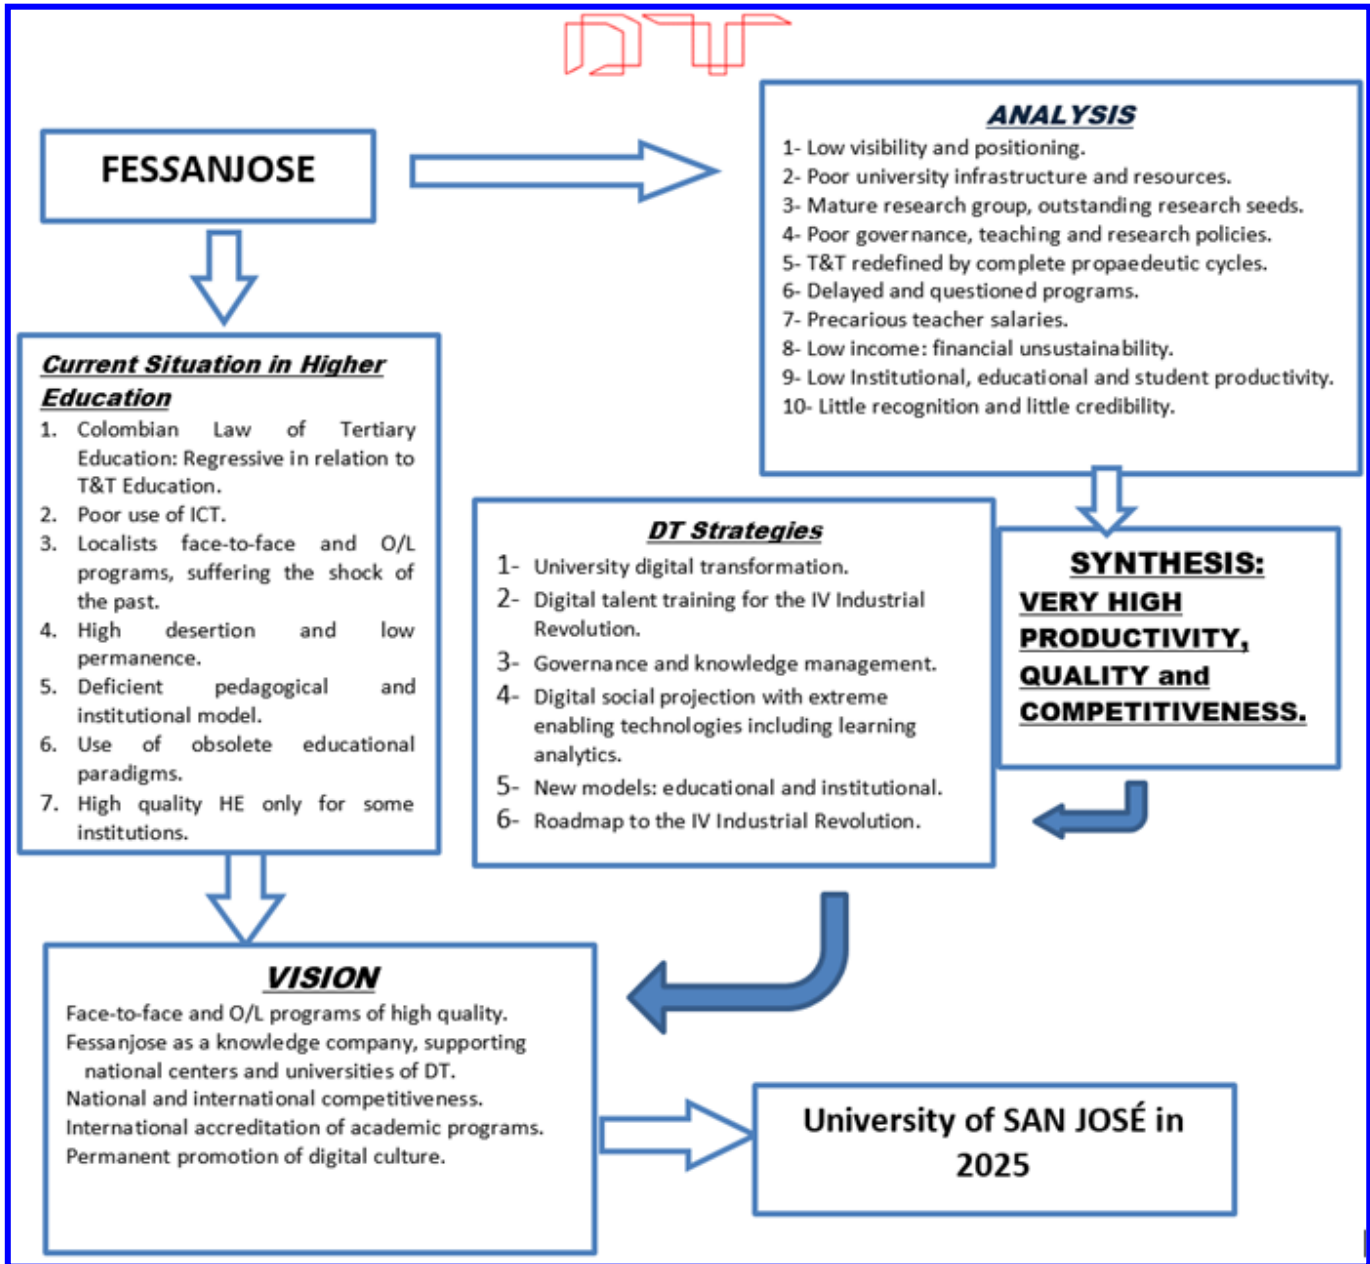 DT
FESSANJOSE
ANALYSIS
1- Low visibility and positioning.
2- Poor university infrastructure and resources.
3- Mature research group, outstanding research seeds.
4- Poor governance, teaching and research policies.
5- T&T redefined by complete propaedeutic cycles.
6- Delayed and questioned programs.
7- Precarious teacher salaries.
8- Low income: financial unsustainability.
9- Low Institutional, educational and student productivity.
10- Little recognition and little credibility.
Current Situation in Higher
Education
1. Colombian Law of Tertiary
Education: Regressive in relation to
T&T Education.
2. Poor use of ICT.
3. Localists face-to-face and O/L
programs, suffering the shock of
the past.
4. High desertion and low
permanence.
5. Deficient pedagogical and
institutional model.
6. Use of obsolete educational
paradigms.
7. High quality HE only for some
institutions.
DT Strategies
1- University digital transformation.
2- Digital talent training for the IV Industrial
Revolution.
3- Governance and knowledge management.
4- Digital social projection with extreme
enabling technologies including learning
analytics.
5- New models: educational and institutional.
6- Roadmap to the IV Industrial Revolution.
SYNTHESIS:
VERY HIGH
PRODUCTIVITY,
QUALITY and
COMPETITIVENESS.
VISION
Face-to-face and O/L programs of high quality.
Fessanjose as a knowledge company, supporting
national centers and universities of DT.
National and international competitiveness.
International accreditation of academic programs.
Permanent promotion of digital culture.
University of SAN JOSÉ in
2025